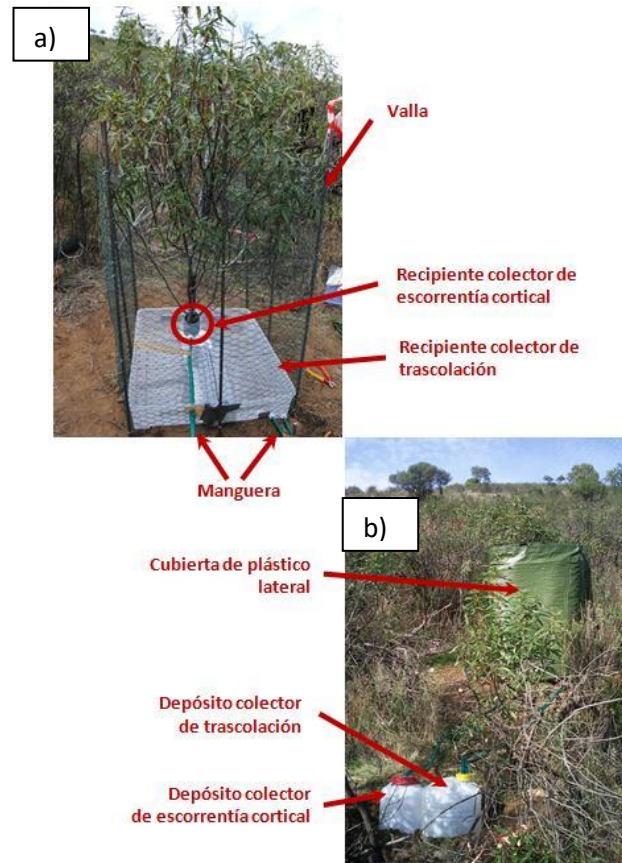 a)
Valla
Recipiente colector de
escorrentía cortical
Recipiente colector de
trascolación
Manguera
b)
Cubierta de plástico
lateral
Depósito colector
de trascolación
Depósito colector
de escorrentía cortical